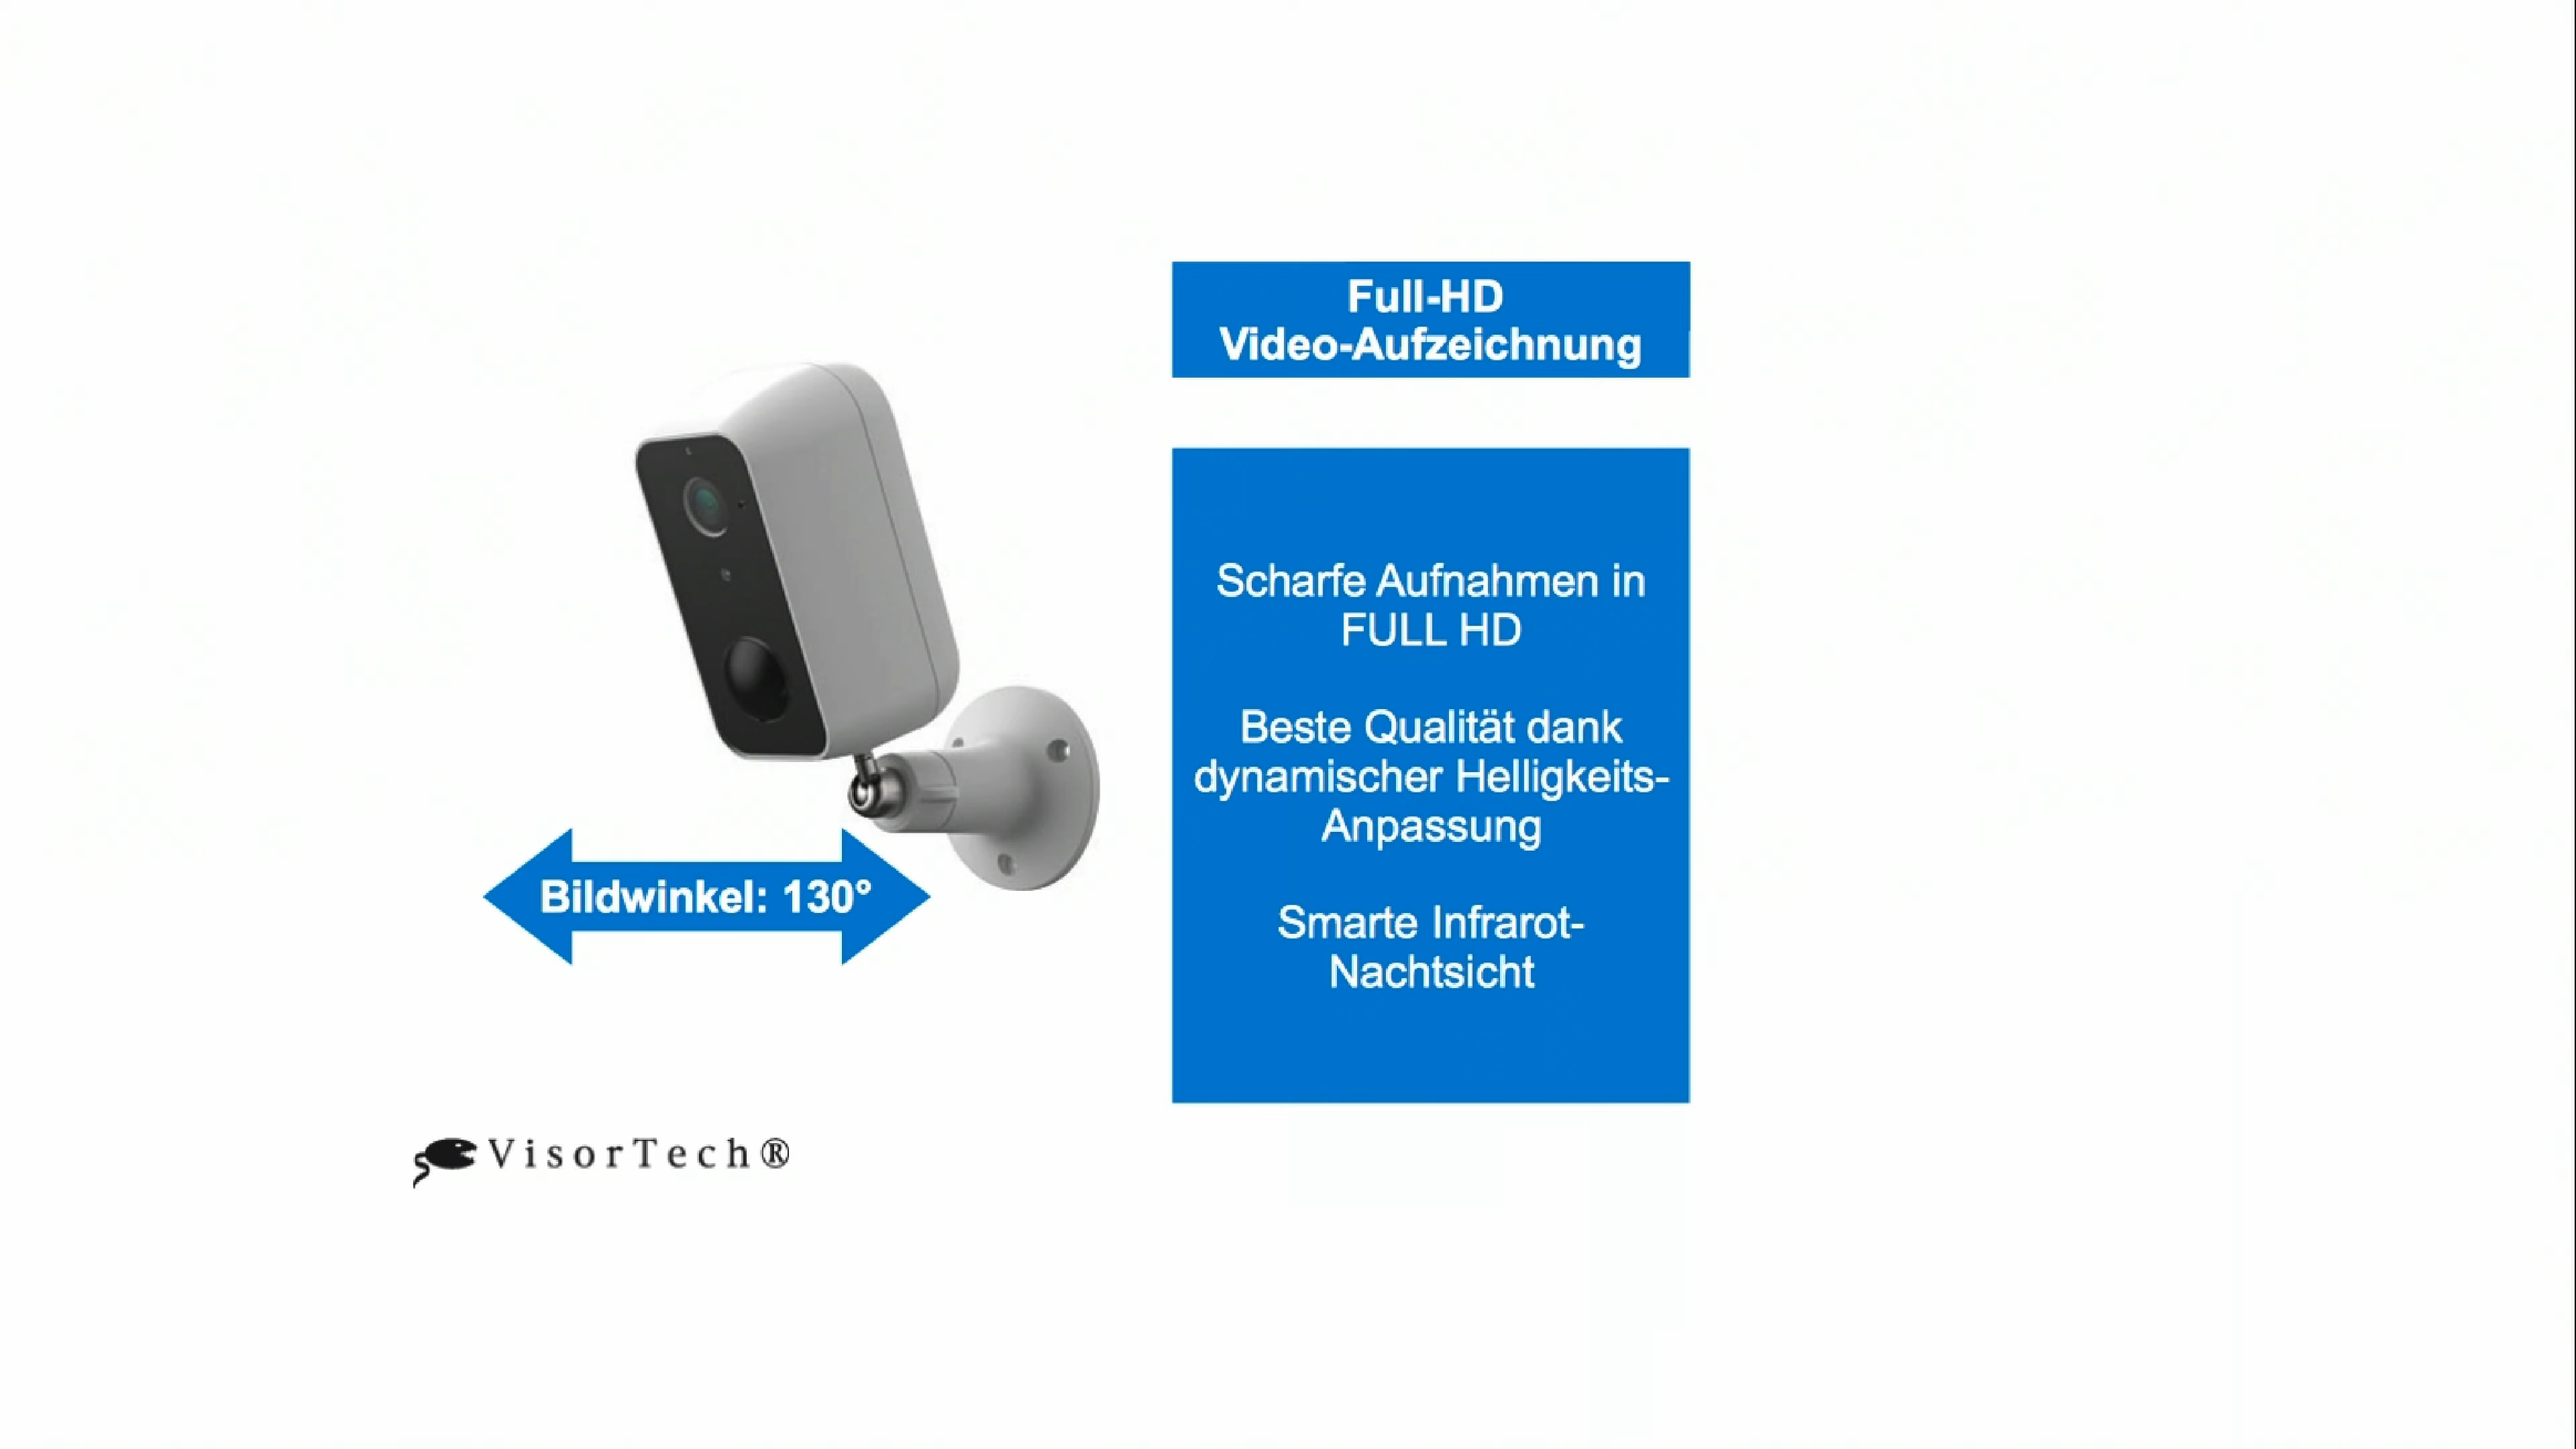 Full-HD
Video-Aufzeichnung
Scharfe Aufnahmen in
FULL HD
Beste Qualität dank
dynamischer Helligkeits-
Anpassung
Smarte Infrarot-
Nachtsicht
Bildwinkel: 130°
VisorTech®